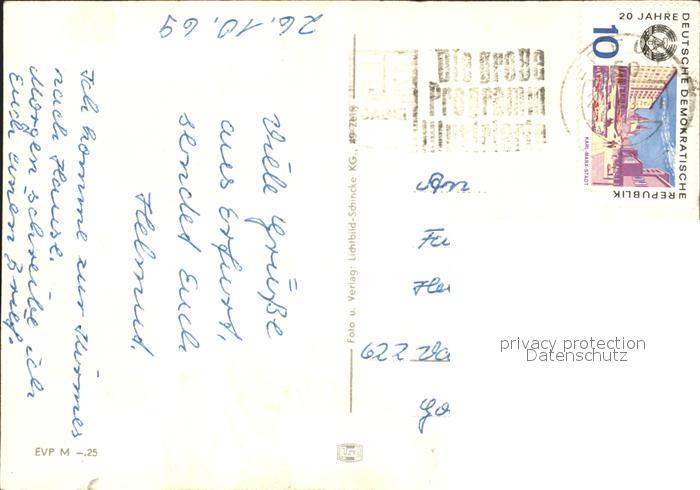 26.10.69
Viele Grüße
aus Erfurt,
sendet Euch
Helmut.
Ich komme zur Kirmes
nach Hause.
Morgen schreibe ich
Euch einen Brief.
EVP M –.25
Foto u. Verlag: Lichtbild-Schincke KG.,
Die große
20 JAHRE DEUTSCHE DEMOKRATISCHE REPUBLIK
10
KARL-MARX-STADT
An
622
privacy protection
Datenschutz